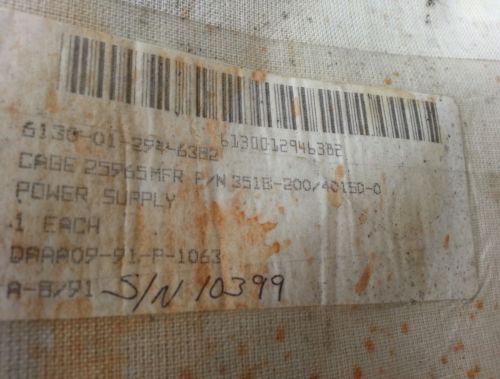 6130-01-294-6382 6130012946382
CAGE 25965 MFR P/N 351B-200/40150-0
POWER SUPPLY
1 EACH
DAAA09-91-P-1063
A-8/91 S/N 10399